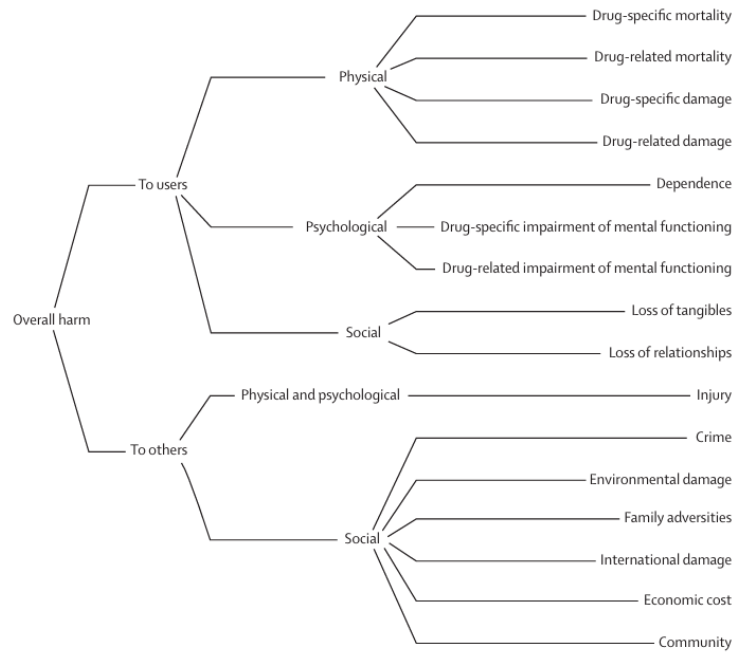 Drug-specific mortality
Drug-related mortality
Physical
Drug-specific damage
Drug-related damage
To users
Dependence
Psychological
Drug-specific impairment of mental functioning
Drug-related impairment of mental functioning
Loss of tangibles
Overall harm
Social
Loss of relationships
Physical and psychological
Injury
Crime
To others
Environmental damage
Family adversities
Social
International damage
Economic cost
Community